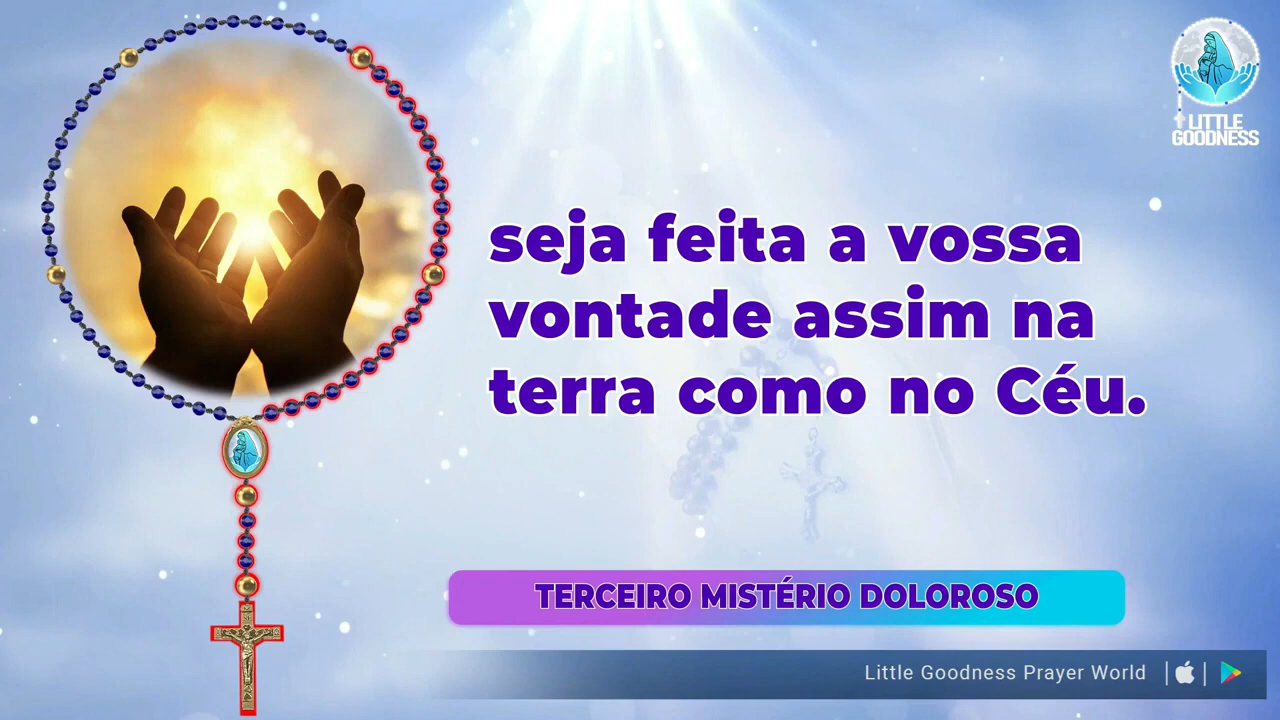 LITTLE
GOODNESS
seja feita a vossa
vontade assim na
terra como no Céu.
TERCEIRO MISTÉRIO DOLOROSO
Little Goodness Prayer World